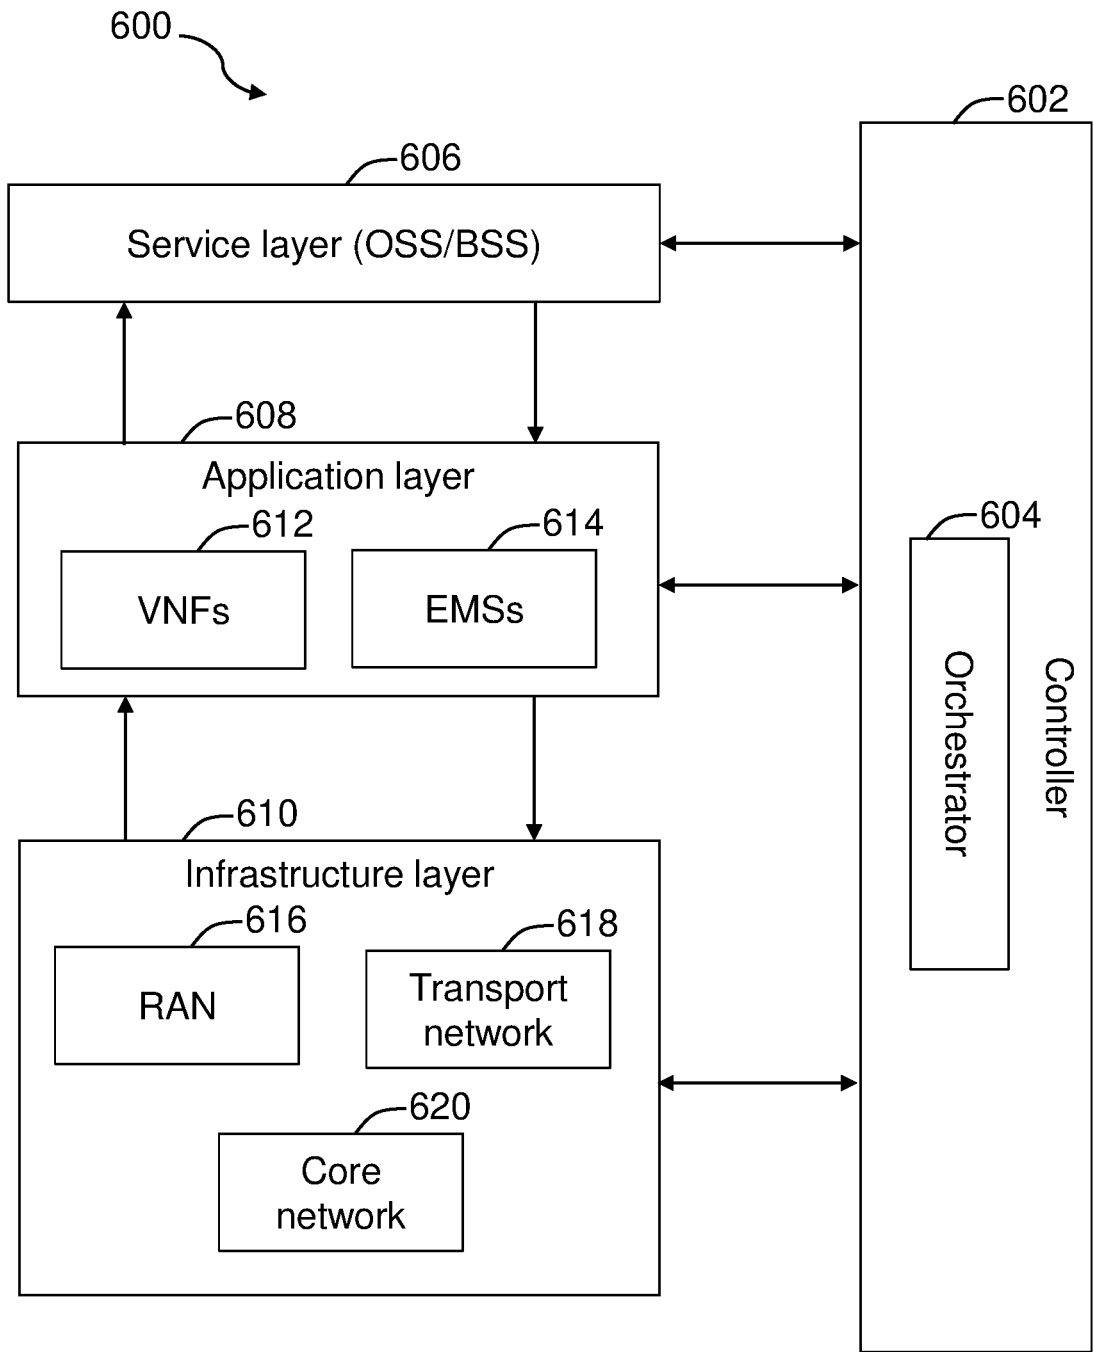 600
602
606
Service layer (OSS/BSS)
608
Application layer
612
614
VNFs
EMSs
604
Orchestrator
Controller
610
Infrastructure layer
616
618
RAN
Transport
network
620
Core
network